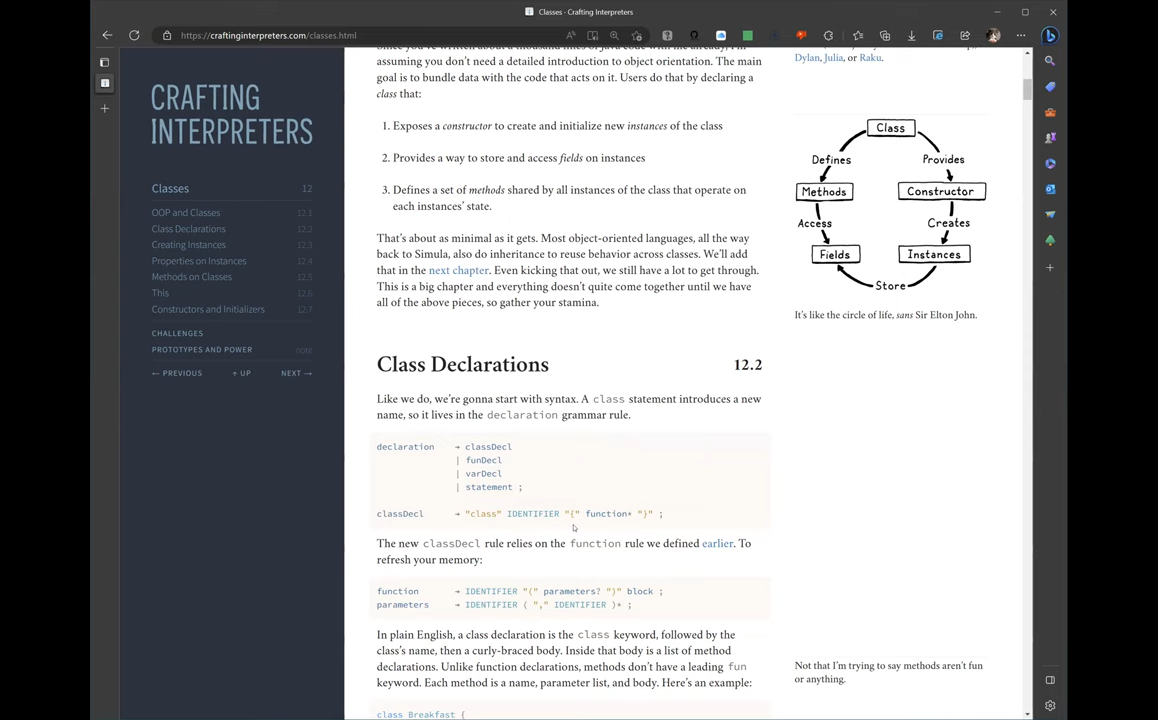 Classes - Crafting Interpreters
https://craftinginterpreters.com/classes.html
CRAFTING
INTERPRETERS
Classes 12
OOP and Classes 12.1
Class Declarations 12.2
Creating Instances 12.3
Properties on Instances 12.4
Methods on Classes 12.5
This 12.6
Constructors and Initializers 12.7
CHALLENGES
PROTOTYPES AND POWER note
← PREVIOUS ↑ UP NEXT →
Since you've written about a thousand lines of Java code with me already, I'm
assuming you don't need a detailed introduction to object orientation. The main
goal is to bundle data with the code that acts on it. Users do that by declaring a
class that:
1. Exposes a constructor to create and initialize new instances of the class
2. Provides a way to store and access fields on instances
3. Defines a set of methods shared by all instances of the class that operate on
each instances' state.
That's about as minimal as it gets. Most object-oriented languages, all the way
back to Simula, also do inheritance to reuse behavior across classes. We'll add
that in the next chapter. Even kicking that out, we still have a lot to get through.
This is a big chapter and everything doesn't quite come together until we have
all of the above pieces, so gather your stamina.
Dylan, Julia, or Raku.
Class
Defines Provides
Methods Constructor
Access Creates
Fields Instances
Store
It's like the circle of life, sans Sir Elton John.
Class Declarations 12.2
Like we do, we're gonna start with syntax. A class statement introduces a new
name, so it lives in the declaration grammar rule.
declaration → classDecl
| funDecl
| varDecl
| statement ;
classDecl → "class" IDENTIFIER "{" function* "}" ;
The new classDecl rule relies on the function rule we defined earlier. To
refresh your memory:
function → IDENTIFIER "(" parameters? ")" block ;
parameters → IDENTIFIER ( "," IDENTIFIER )* ;
In plain English, a class declaration is the class keyword, followed by the
class's name, then a curly-braced body. Inside that body is a list of method
declarations. Unlike function declarations, methods don't have a leading fun
keyword. Each method is a name, parameter list, and body. Here's an example:
Not that I'm trying to say methods aren't fun
or anything.
class Breakfast {